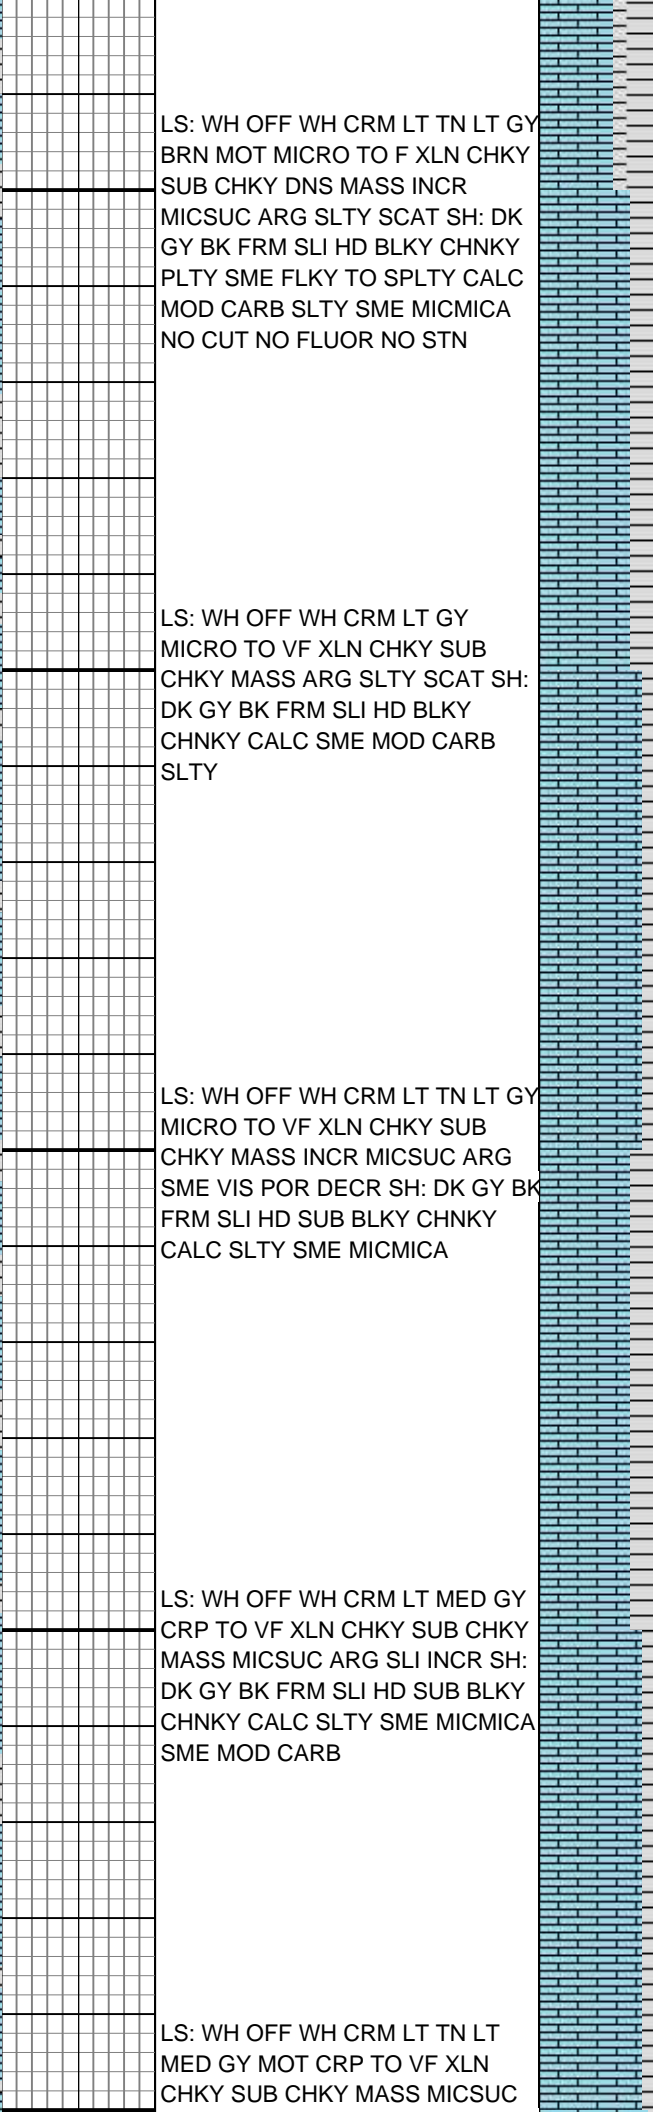 LS: WH OFF WH CRM LT TN LT GY
BRN MOT MICRO TO F XLN CHKY
SUB CHKY DNS MASS INCR
MICSUC ARG SLTY SCAT SH: DK
GY BK FRM SLI HD BLKY CHNKY
PLTY SME FLKY TO SPLTY CALC
MOD CARB SLTY SME MICMICA
NO CUT NO FLUOR NO STN
LS: WH OFF WH CRM LT GY
MICRO TO VF XLN CHKY SUB
CHKY MASS ARG SLTY SCAT SH:
DK GY BK FRM SLI HD BLKY
CHNKY CALC SME MOD CARB
SLTY
LS: WH OFF WH CRM LT TN LT GY
MICRO TO VF XLN CHKY SUB
CHKY MASS INCR MICSUC ARG
SME VIS POR DECR SH: DK GY BK
FRM SLI HD SUB BLKY CHNKY
CALC SLTY SME MICMICA
LS: WH OFF WH CRM LT MED GY
CRP TO VF XLN CHKY SUB CHKY
MASS MICSUC ARG SLI INCR SH:
DK GY BK FRM SLI HD SUB BLKY
CHNKY CALC SLTY SME MICMICA
SME MOD CARB
LS: WH OFF WH CRM LT TN LT
MED GY MOT CRP TO VF XLN
CHKY SUB CHKY MASS MICSUC